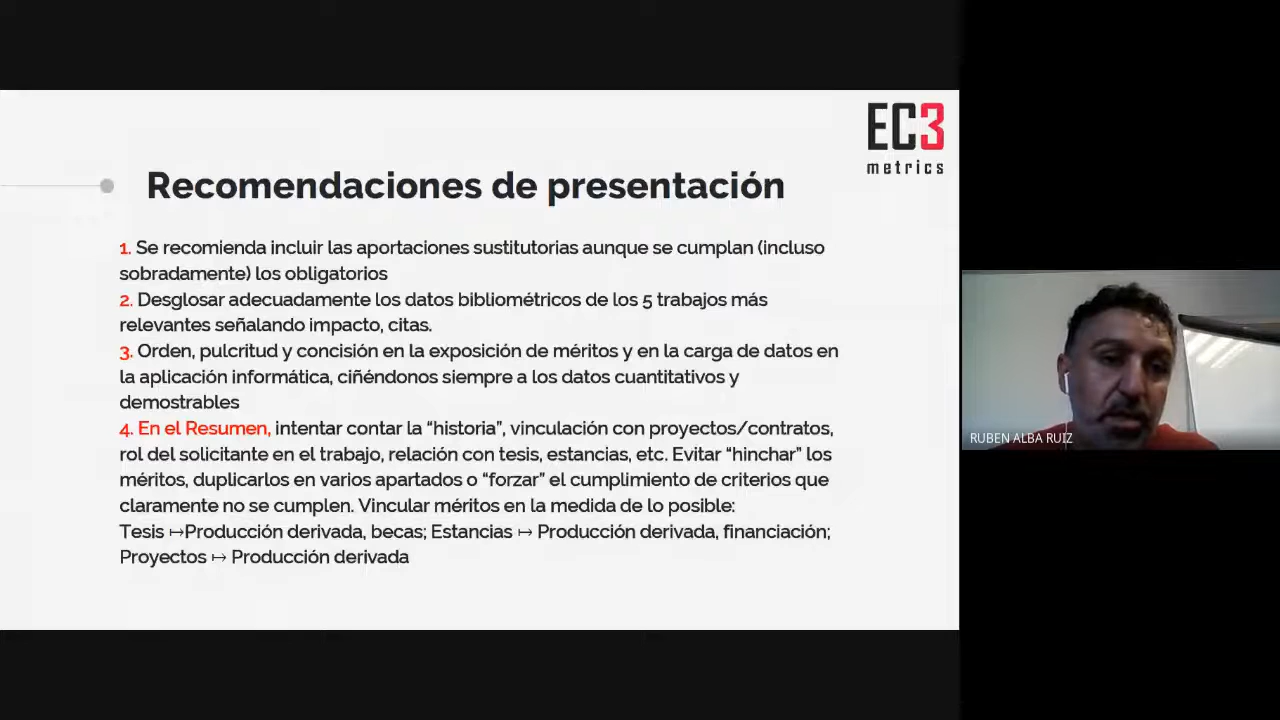 EC3
metrics
Recomendaciones de presentación
1. Se recomienda incluir las aportaciones sustitutorias aunque se cumplan (incluso
sobradamente) los obligatorios
2. Desglosar adecuadamente los datos bibliométricos de los 5 trabajos más
relevantes señalando impacto, citas.
3. Orden, pulcritud y concisión en la exposición de méritos y en la carga de datos en
la aplicación informática, ciñéndonos siempre a los datos cuantitativos y
demostrables
4. En el Resumen, intentar contar la “historia”, vinculación con proyectos/contratos,
rol del solicitante en el trabajo, relación con tesis, estancias, etc. Evitar “hinchar” los
méritos, duplicarlos en varios apartados o “forzar” el cumplimiento de criterios que
claramente no se cumplen. Vincular méritos en la medida de lo posible:
Tesis ↦Producción derivada, becas; Estancias ↦ Producción derivada, financiación;
Proyectos ↦ Producción derivada
RUBEN ALBA RUIZ